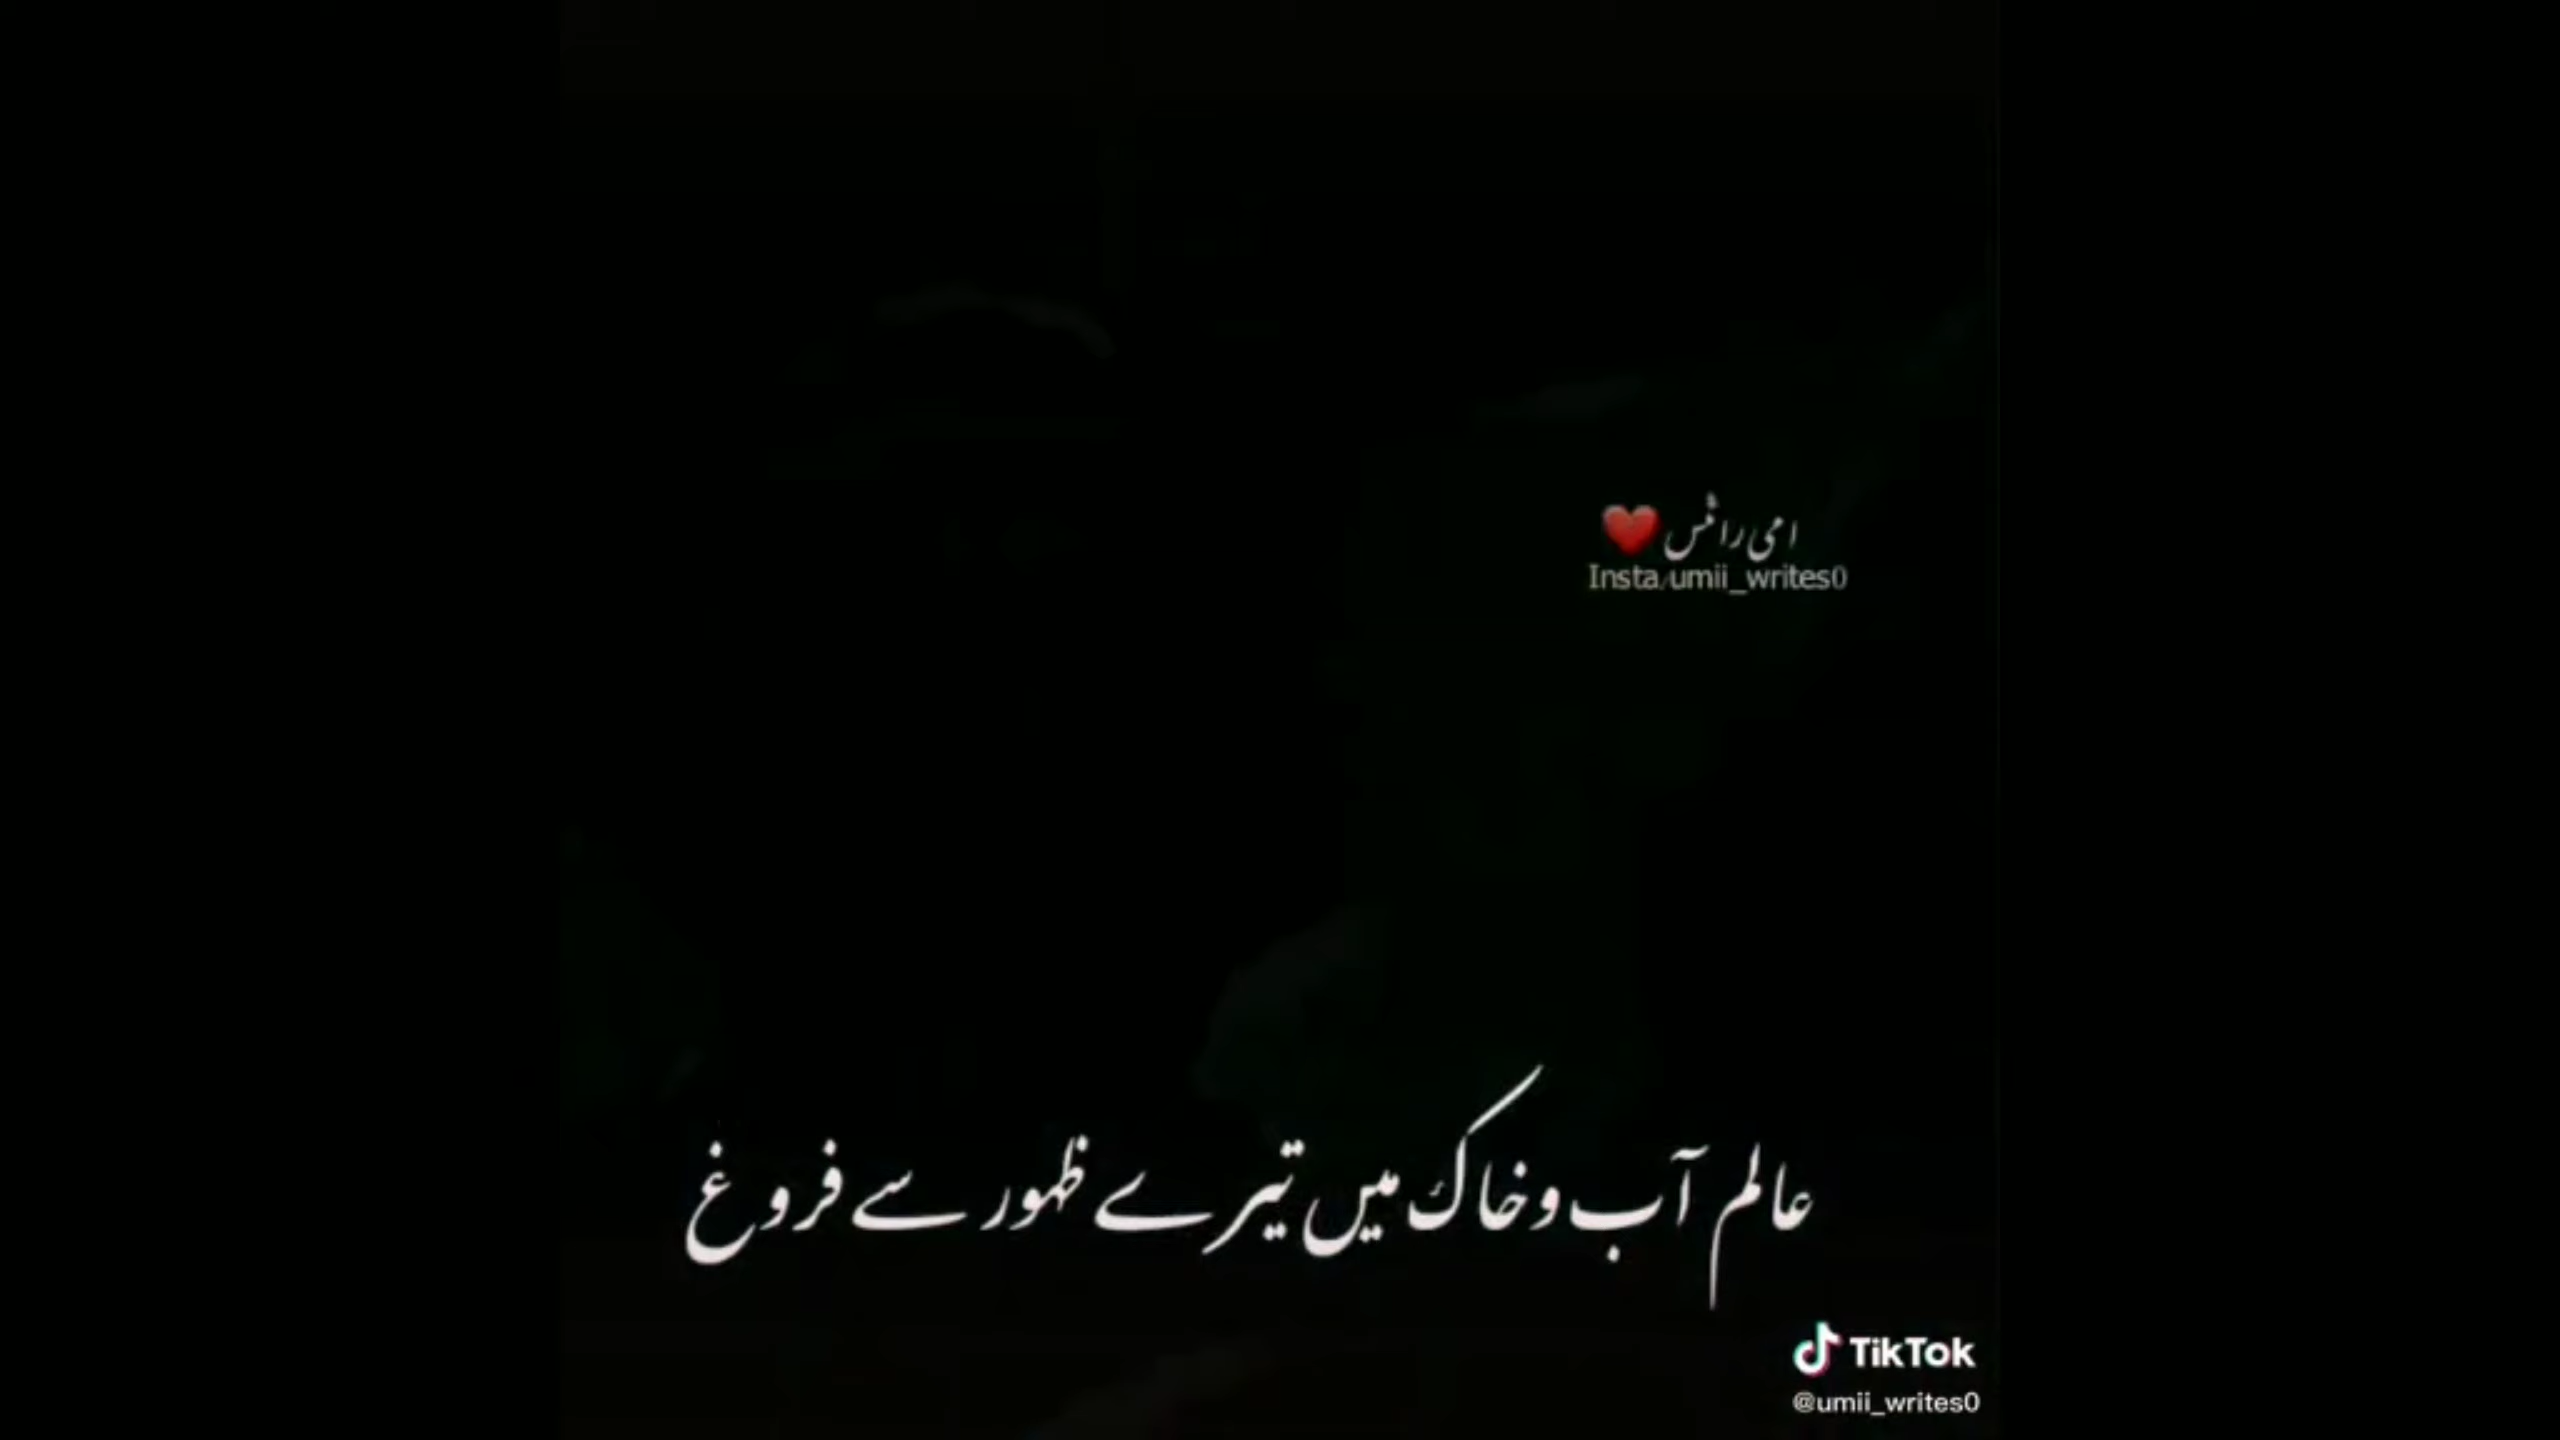 امی رائٹس❤️
Insta/umii_writes0
عالم آب و خاک میں تیرے ظہور سے فروغ
TikTok
@umii_writes0